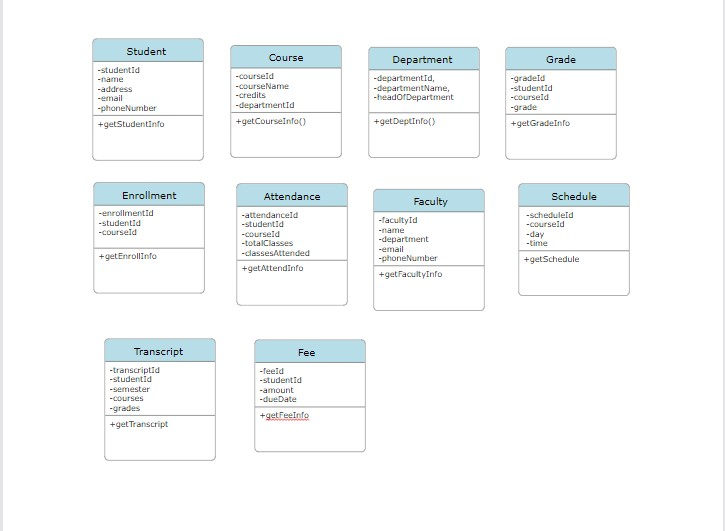 Student
-studentId
-name
-address
-email
-phoneNumber
+getStudentInfo
Course
-courseId
-courseName
-credits
-departmentId
+getCourseInfo()
Department
-departmentId,
-departmentName,
-headOfDepartment
+getDeptInfo()
Grade
-gradeId
-studentId
-courseId
-grade
+getGradeInfo
Enrollment
-enrollmentId
-studentId
-courseId
+getEnrollInfo
Attendance
-attendanceId
-studentId
-courseId
-totalClasses
-classesAttended
+getAttendInfo
Faculty
-facultyId
-name
-department
-email
-phoneNumber
+getFacultyInfo
Schedule
-scheduleId
-courseId
-day
-time
+getSchedule
Transcript
-transcriptId
-studentId
-semester
-courses
-grades
+getTranscript
Fee
-feeId
-studentId
-amount
-dueDate
+getFeeInfo